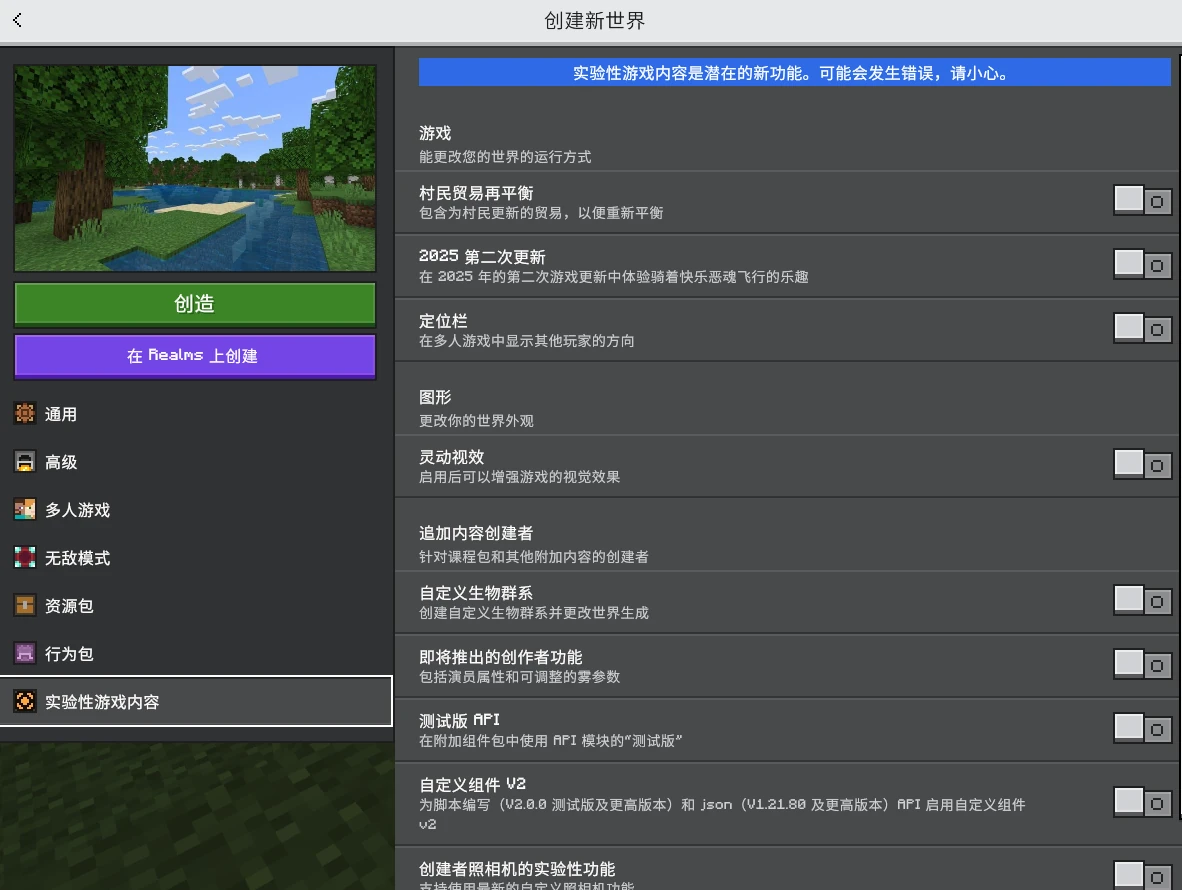 创建新世界
创造
在 Realms 上创建
通用
高级
多人游戏
无敌模式
资源包
行为包
实验性游戏内容
实验性游戏内容是潜在的新功能。可能会发生错误，请小心。
游戏
能更改您的世界的运行方式
村民贸易再平衡
包含为村民更新的贸易，以便重新平衡
2025 第二次更新
在 2025 年的第二次游戏更新中体验骑着快乐恶魂飞行的乐趣
定位栏
在多人游戏中显示其他玩家的方向
图形
更改你的世界外观
灵动视效
启用后可以增强游戏的视觉效果
追加内容创建者
针对课程包和其他附加内容的创建者
自定义生物群系
创建自定义生物群系并更改世界生成
即将推出的创作者功能
包括演员属性和可调整的雾参数
测试版 API
在附加组件包中使用 API 模块的“测试版”
自定义组件 V2
为脚本编写（V2.0.0 测试版及更高版本）和 json（V1.21.80 及更高版本）API 启用自定义组件
v2
创建者照相机的实验性功能
支持使用最新的自定义照相机功能